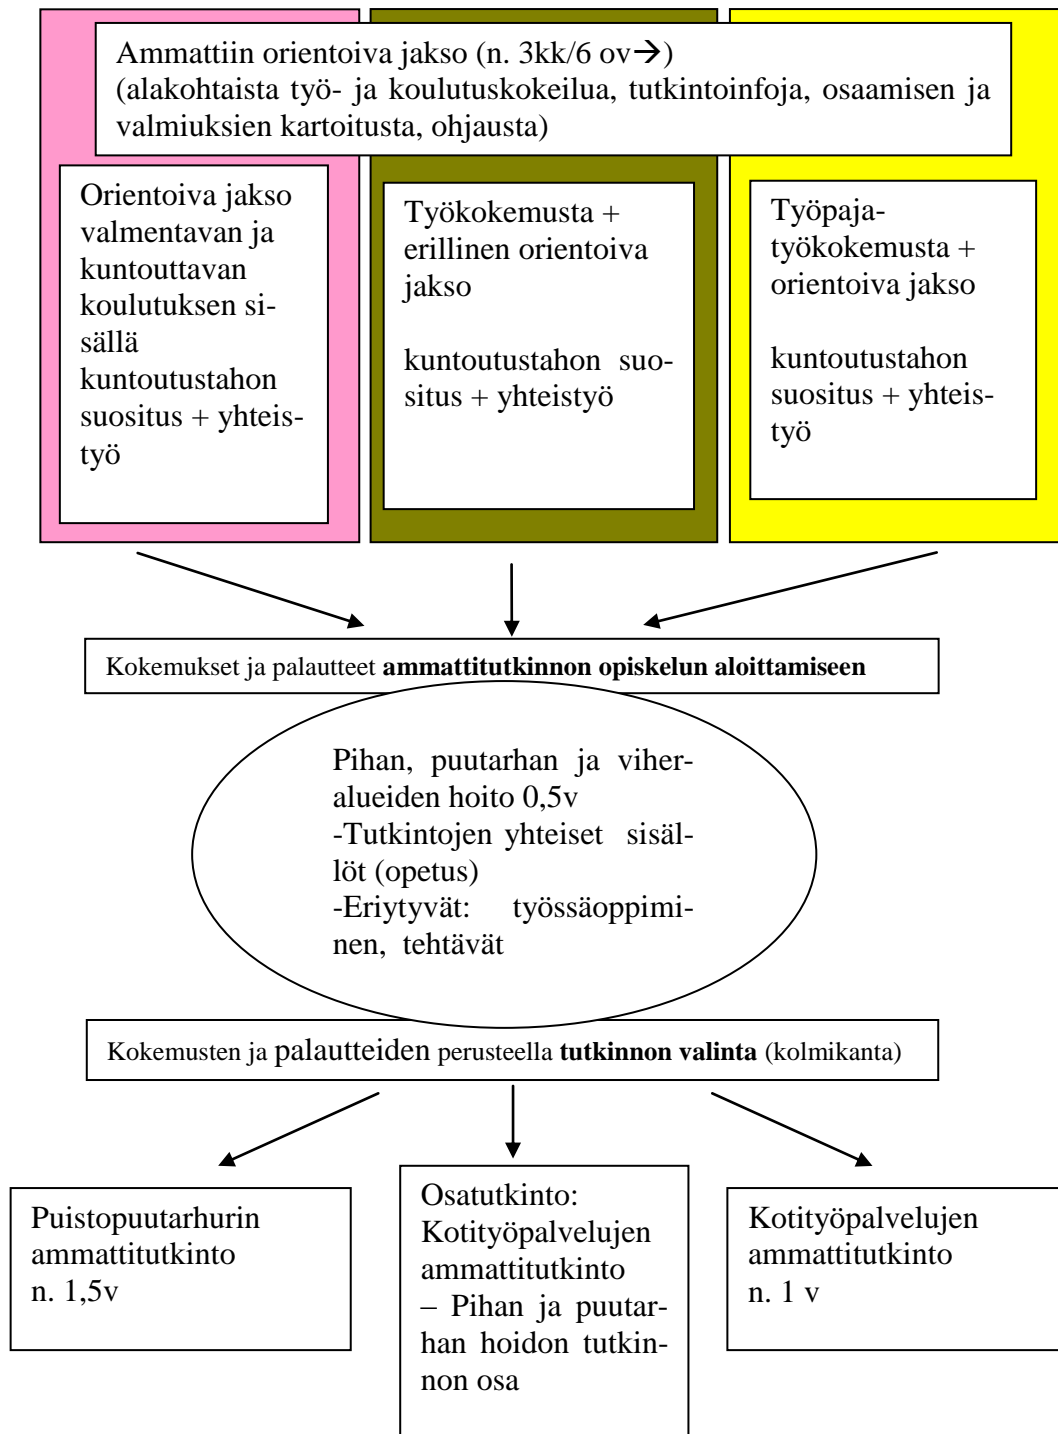 Ammattiin orientoiva jakso (n. 3kk/6 ov→)
(alakohtaista työ- ja koulutuskokeilua, tutkintoinfoja, osaamisen ja
valmiuksien kartoitusta, ohjausta)
Orientoiva jakso
valmentavan ja
kuntouttavan
koulutuksen si-
sällä
kuntoutustahon
suositus + yhteis-
työ
Työkokemusta +
erillinen orientoiva
jakso
kuntoutustahon suo-
situs + yhteistyö
Työpaja-
työkokemusta +
orientoiva jakso
kuntoutustahon
suositus + yhteis-
työ
Kokemukset ja palautteet ammattitutkinnon opiskelun aloittamiseen
Pihan, puutarhan ja viher-
alueiden hoito 0,5v
-Tutkintojen yhteiset sisäl-
löt (opetus)
-Eriytyvät: työssäoppimi-
nen, tehtävät
Kokemusten ja palautteiden perusteella tutkinnon valinta (kolmikanta)
Puistopuutarhurin
ammattitutkinto
n. 1,5v
Osatutkinto:
Kotityöpalvelujen
ammattitutkinto
– Pihan ja puutar-
han hoidon tutkin-
non osa
Kotityöpalvelujen
ammattitutkinto
n. 1 v